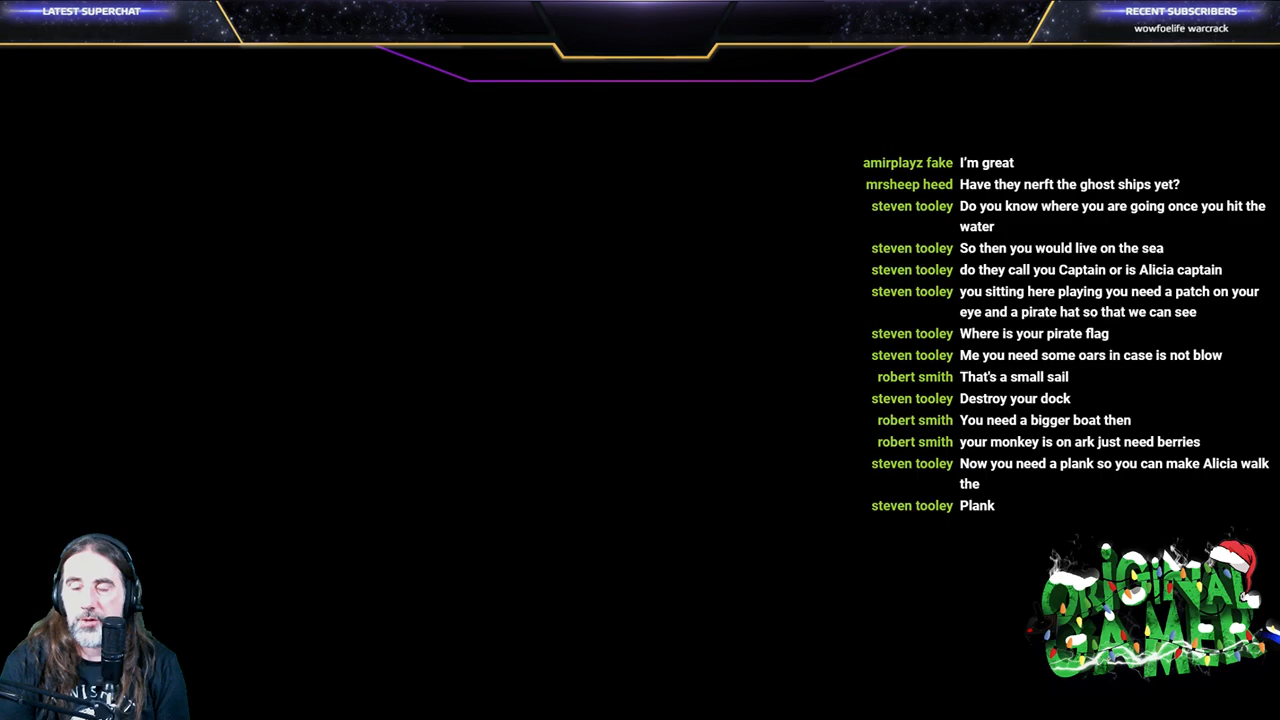 LATEST SUPERCHAT
RECENT SUBSCRIBERS
wowfoelife warcrack
amirplayz fake I'm great
mrsheep heed Have they nerft the ghost ships yet?
steven tooley Do you know where you are going once you hit the
water
steven tooley So then you would live on the sea
steven tooley do they call you Captain or is Alicia captain
steven tooley you sitting here playing you need a patch on your
eye and a pirate hat so that we can see
steven tooley Where is your pirate flag
steven tooley Me you need some oars in case is not blow
robert smith That's a small sail
steven tooley Destroy your dock
robert smith You need a bigger boat then
robert smith your monkey is on ark just need berries
steven tooley Now you need a plank so you can make Alicia walk
the
steven tooley Plank
ORIGINAL
GAMER